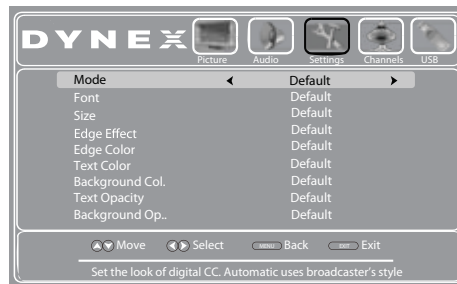 DYNEX
Picture Audio Settings Channels USB
Mode Default
Font Default
Size Default
Edge Effect Default
Edge Color Default
Text Color Default
Background Col. Default
Text Opacity Default
Background Op.. Default
Move Select MENU Back EXIT Exit
Set the look of digital CC. Automatic uses broadcaster's style